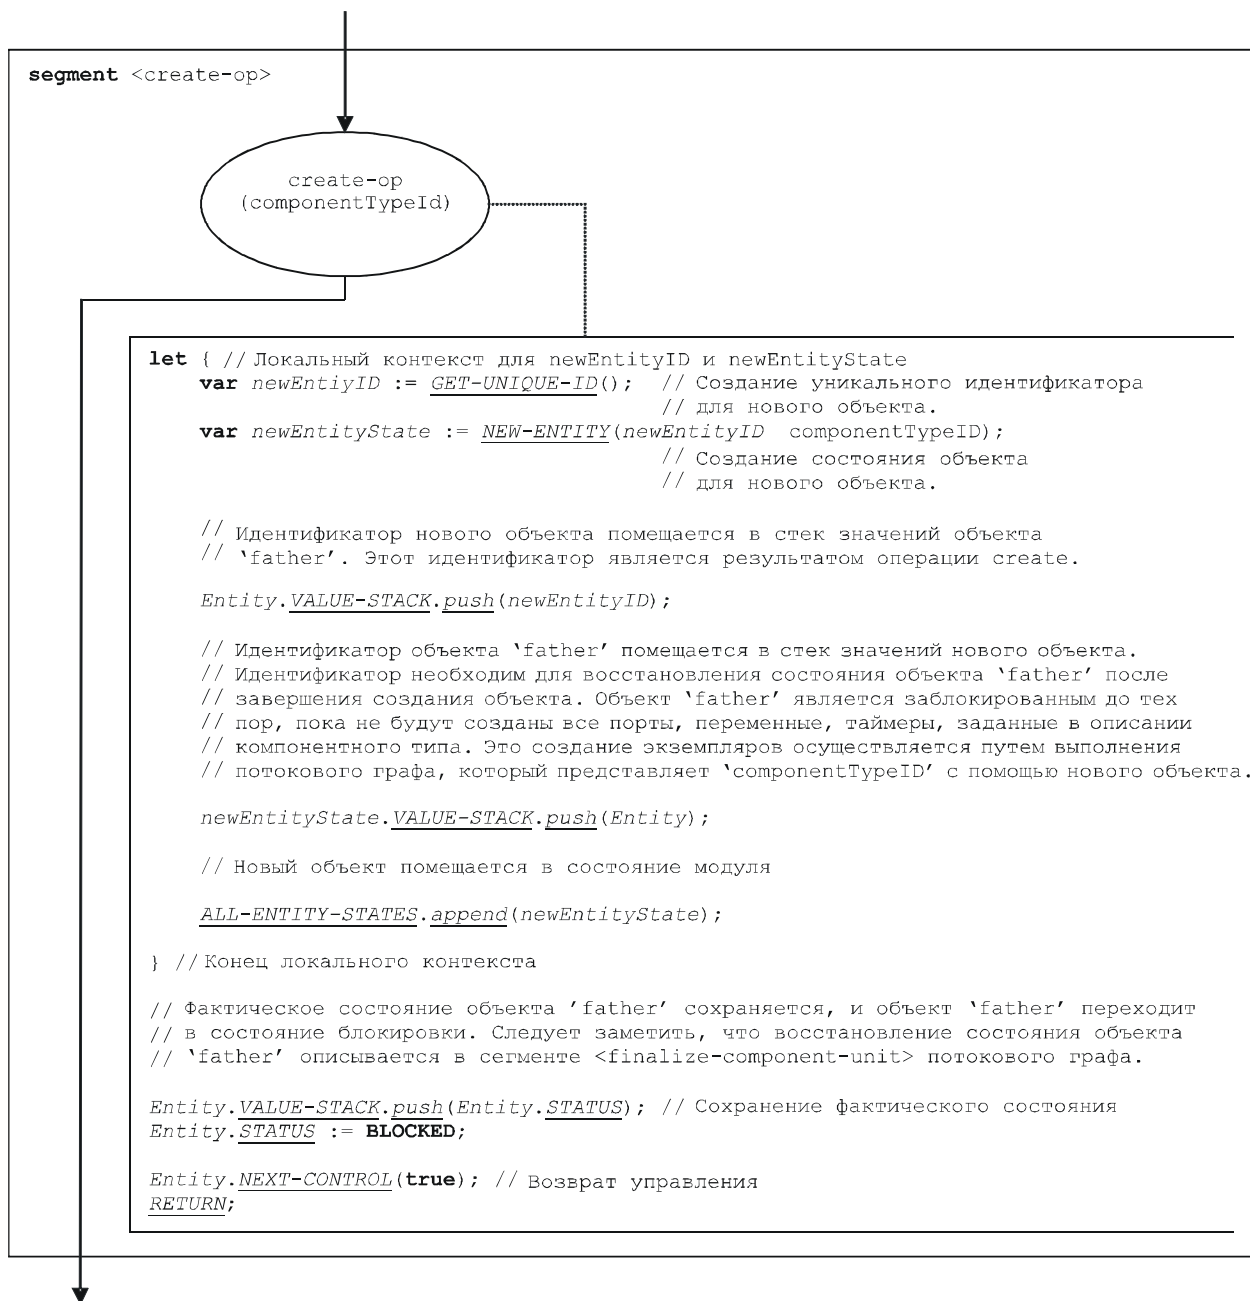 segment <create-op>
create-op
(componentTypeId)
let { // Локальный контекст для newEntityID и newEntityState
var newEntiyID := GET-UNIQUE-ID(); // Создание уникального идентификатора
// для нового объекта.
var newEntityState := NEW-ENTITY(newEntityID componentTypeID);
// Создание состояния объекта
// для нового объекта.
// Идентификатор нового объекта помещается в стек значений объекта
// ‘father’. Этот идентификатор является результатом операции create.
Entity.VALUE-STACK.push(newEntityID);
// Идентификатор объекта ‘father’ помещается в стек значений нового объекта.
// Идентификатор необходим для восстановления состояния объекта ‘father’ после
// завершения создания объекта. Объект ‘father’ является заблокированным до тех
// пор, пока не будут созданы все порты, переменные, таймеры, заданные в описании
// компонентного типа. Это создание экземпляров осуществляется путем выполнения
// потокового графа, который представляет ‘componentTypeID’ с помощью нового объекта.
newEntityState.VALUE-STACK.push(Entity);
// Новый объект помещается в состояние модуля
ALL-ENTITY-STATES.append(newEntityState);
} // Конец локального контекста
// Фактическое состояние объекта ’father’ сохраняется, и объект ‘father’ переходит
// в состояние блокировки. Следует заметить, что восстановление состояния объекта
// ‘father’ описывается в сегменте <finalize-component-unit> потокового графа.
Entity.VALUE-STACK.push(Entity.STATUS); // Сохранение фактического состояния
Entity.STATUS := BLOCKED;
Entity.NEXT-CONTROL(true); // Возврат управления
RETURN;